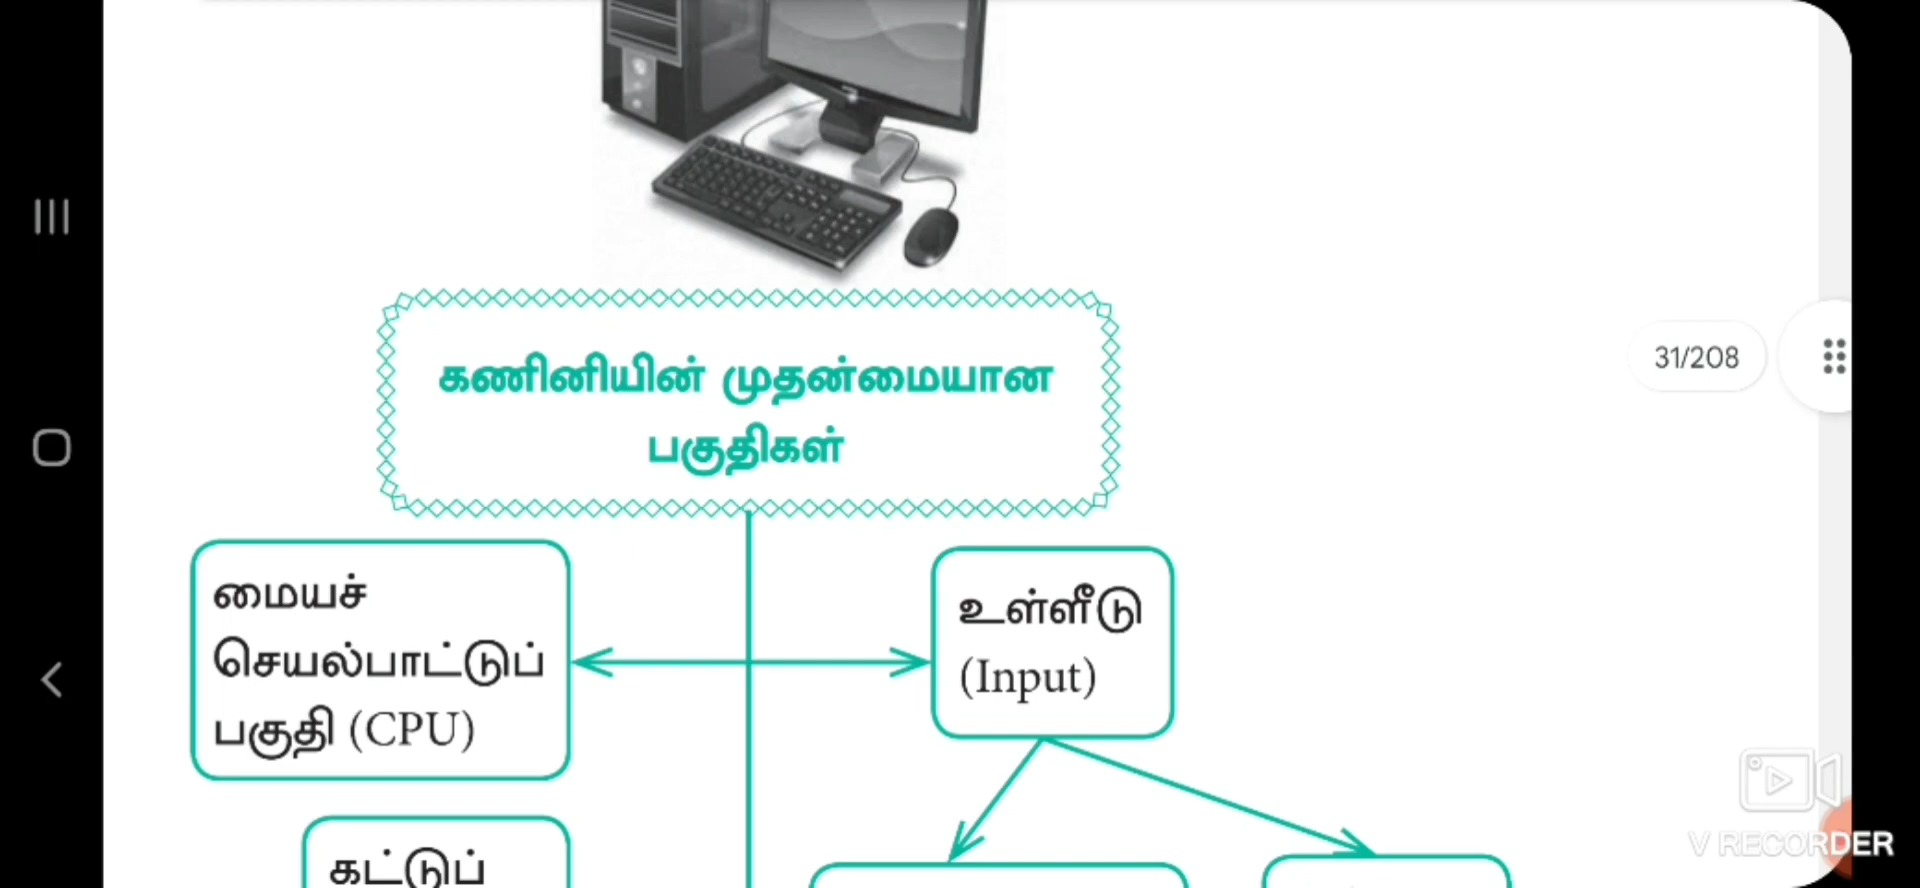 கணினியின் முதன்மையான
பகுதிகள்
மையச்
செயல்பாட்டுப்
பகுதி (CPU)
உள்ளீடு
(Input)
கட்டுப்
31/208
V RECORDER